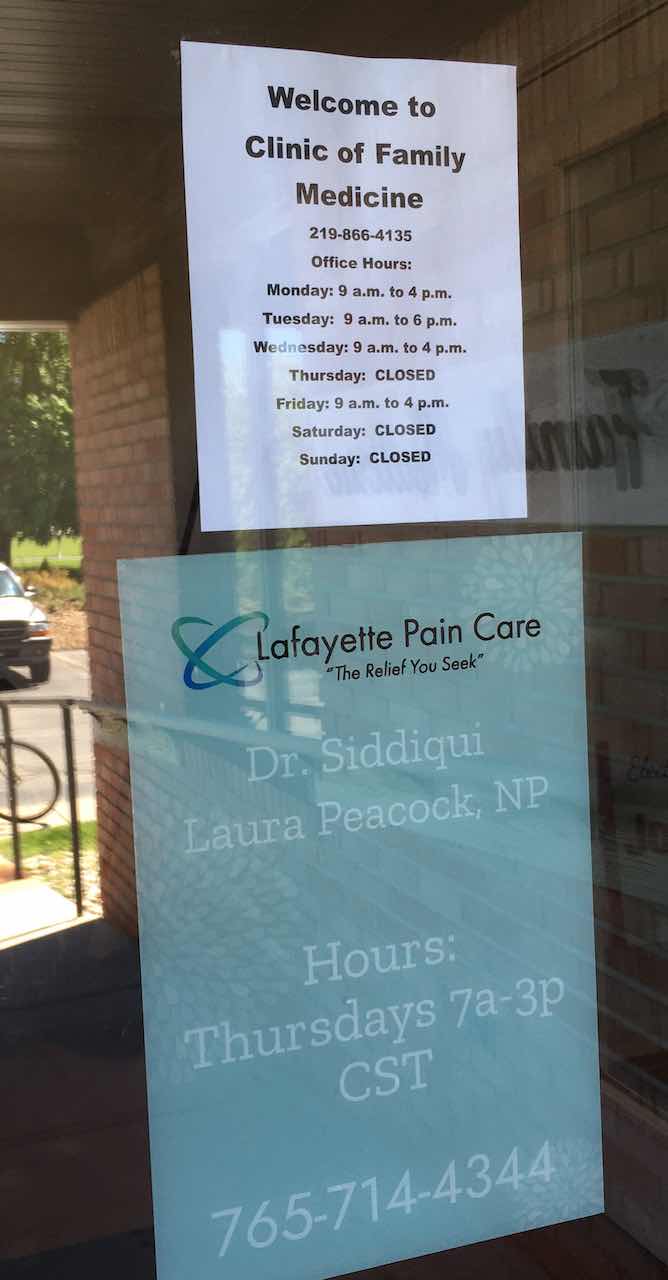 Welcome to
Clinic of Family
Medicine
219-866-4135
Office Hours:
Monday: 9 a.m. to 4 p.m.
Tuesday: 9 a.m. to 6 p.m.
Wednesday: 9 a.m. to 4 p.m.
Thursday: CLOSED
Friday: 9 a.m. to 4 p.m.
Saturday: CLOSED
Sunday: CLOSED
Lafayette Pain Care
"The Relief You Seek"
Dr. Siddiqui
Laura Peacock, NP
Hours:
Thursdays 7a-3p
CST
765-714-4344